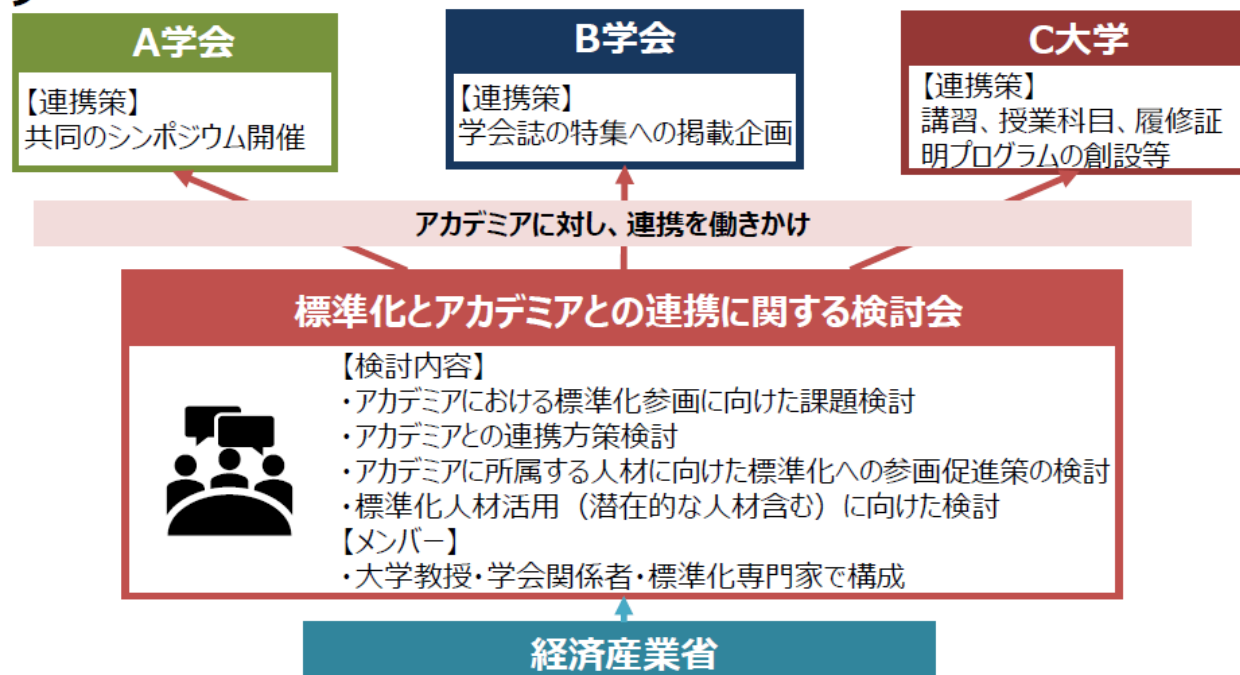 A学会
【連携策】
共同のシンポジウム開催
B学会
【連携策】
学会誌の特集への掲載企画
C大学
【連携策】
講習、授業科目、履修証
明プログラムの創設等
アカデミアに対し、連携を働きかけ
標準化とアカデミアとの連携に関する検討会
【検討内容】
・アカデミアにおける標準化参画に向けた課題検討
・アカデミアとの連携方策検討
・アカデミアに所属する人材に向けた標準化への参画促進策の検討
・標準化人材活用（潜在的な人材含む）に向けた検討
【メンバー】
・大学教授・学会関係者・標準化専門家で構成
経済産業省